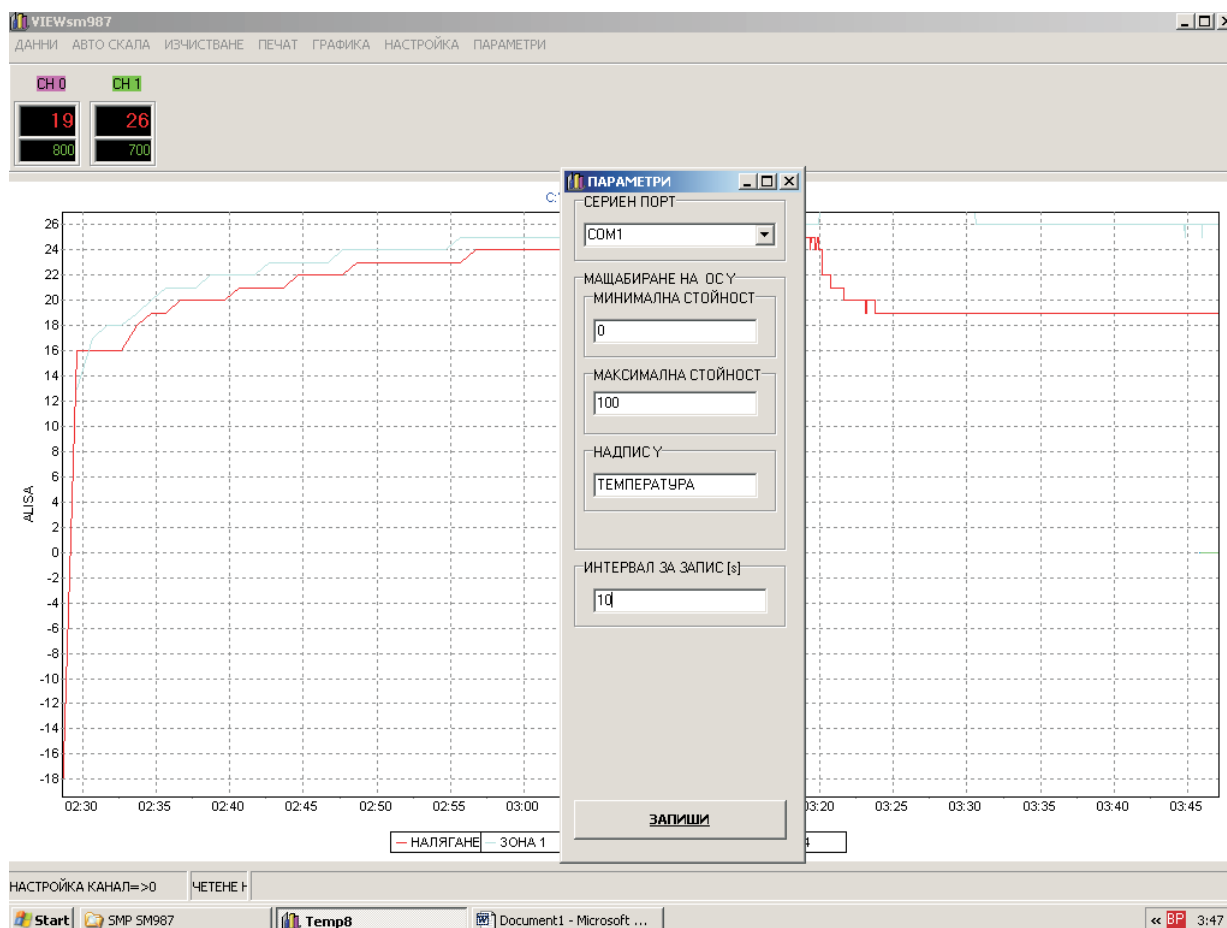 VIEWsm987
ДАННИ АВТО СКАЛА ИЗЧИСТВАНЕ ПЕЧАТ ГРАФИКА НАСТРОЙКА ПАРАМЕТРИ
CH 0 CH 1
19 26
800 700
ПАРАМЕТРИ
C:
СЕРИЕН ПОРТ
COM1
МАЩАБИРАНЕ НА ОС Y
МИНИМАЛНА СТОЙНОСТ
0
МАКСИМАЛНА СТОЙНОСТ
100
НАДПИС Y
ТЕМПЕРАТУРА
ИНТЕРВАЛ ЗА ЗАПИС [s]
10
ЗАПИШИ
26
24
22
20
18
16
14
12
10
8
6
4
2
0
-2
-4
-6
-8
-10
-12
-14
-16
-18
ALISA
02:30 02:35 02:40 02:45 02:50 02:55 03:00 03:20 03:25 03:30 03:35 03:40 03:45
НАЛЯГАНЕ ЗОНА 1 4
НАСТРОЙКА КАНАЛ=>0 ЧЕТЕНЕ Н
Start SMP SM987 Temp8 Document1 - Microsoft ... « BP 3:47